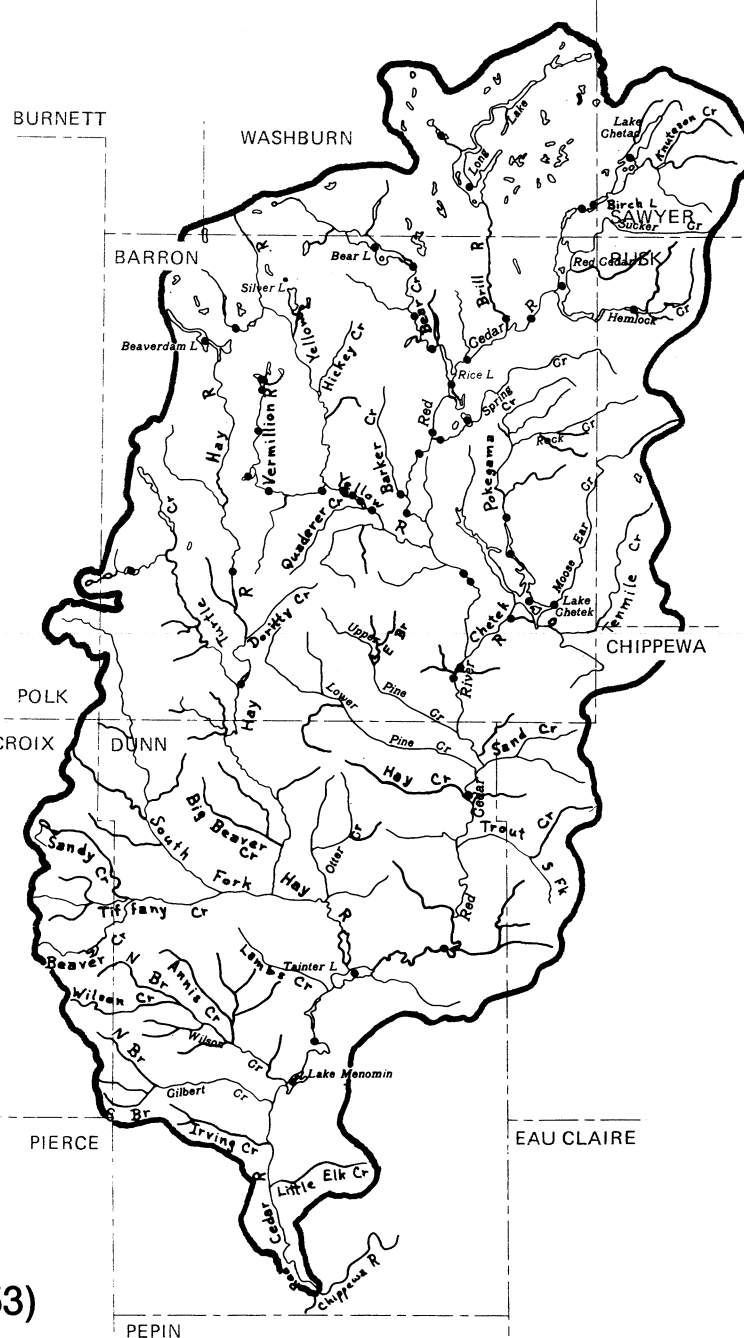 BURNETT
WASHBURN
Lake
Chetac
Knuteson Cr
Long Lake
Birch L
SAWYER
Sucker Cr
BARRON
R
Bear L
Red Cedar L
RUSK
Silver L
Yellow
Bear Cr
Brill R
Hemlock Cr
Cedar R
Beaverdam L
Hickey Cr
Rice L
Cr
Spring
Cr
Hay R
Vermillion R
Barker Cr
Red
Pokegama
Rock Cr
Yellow
R
Quaderer Cr
Cr
Turtle
Moose Ear Cr
Tenmile Cr
R
Dority Cr
Upper
Br
Chetek R
Lake
Chetek
CHIPPEWA
River
POLK
Hay
Lower
Pine Cr
CROIX
DUNN
Pine Cr
Sand Cr
Hay Cr
Cedar
Big Beaver
Cr
South Fork Hay R
Otter Cr
Trout Cr
S Fk
Sandy Cr
Red
Tiffany Cr
Beaver Cr
N Br
Annis Cr
Lambs Cr
Tainter L
Wilson Cr
N Br
Wilson Cr
Lake Menomin
Gilbert Cr
S Br
PIERCE
Irving Cr
EAU CLAIRE
Little Elk Cr
Red Cedar R
Chippewa R
53)
PEPIN